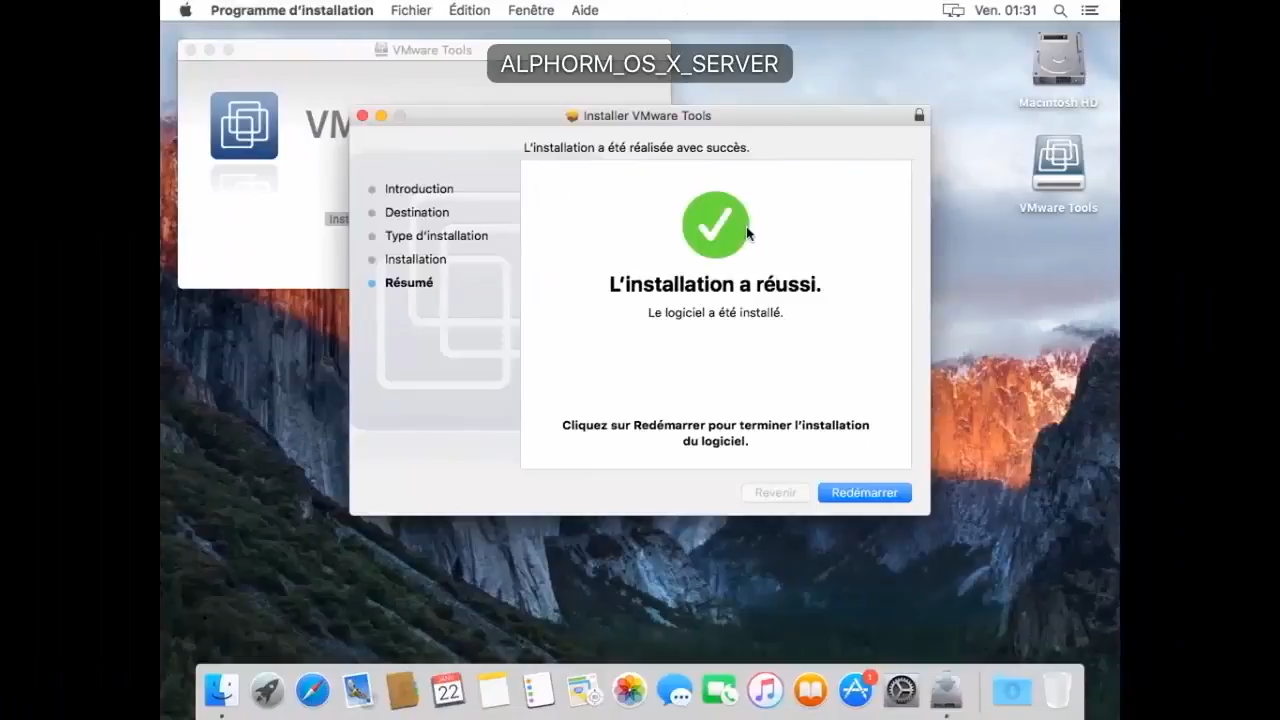 Programme d'installation Fichier Édition Fenêtre Aide Ven. 01:31
VMware Tools
ALPHORM_OS_X_SERVER
Macintosh HD
VMware Tools
Installer VMware Tools
L'installation a été réalisée avec succès.
Introduction
Destination
Type d'installation
Installation
Résumé
L'installation a réussi.
Le logiciel a été installé.
Cliquez sur Redémarrer pour terminer l'installation
du logiciel.
Revenir Redémarrer
22
1